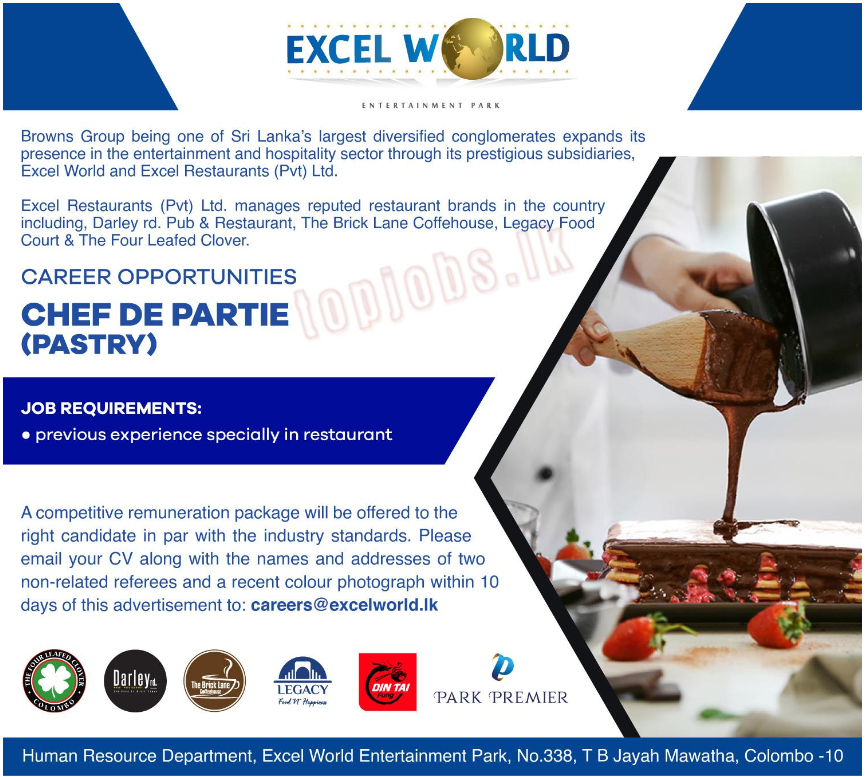 EXCEL WORLD
ENTERTAINMENT PARK
Browns Group being one of Sri Lanka's largest diversified conglomerates expands its
presence in the entertainment and hospitality sector through its prestigious subsidiaries,
Excel World and Excel Restaurants (Pvt) Ltd.
Excel Restaurants (Pvt) Ltd. manages reputed restaurant brands in the country
including, Darley rd. Pub & Restaurant, The Brick Lane Coffehouse, Legacy Food
Court & The Four Leafed Clover.
topjobs.lk
CAREER OPPORTUNITIES
CHEF DE PARTIE
(PASTRY)
JOB REQUIREMENTS:
● previous experience specially in restaurant
A competitive remuneration package will be offered to the
right candidate in par with the industry standards. Please
email your CV along with the names and addresses of two
non-related referees and a recent colour photograph within 10
days of this advertisement to: careers@excelworld.lk
THE FOUR LEAFED CLOVER
COLOMBO
Darley rd.
The Brick Lane
Coffeehouse
LEGACY
Food N' Happiness
DIN TAI
Fung
PARK PREMIER
Human Resource Department, Excel World Entertainment Park, No.338, T B Jayah Mawatha, Colombo -10